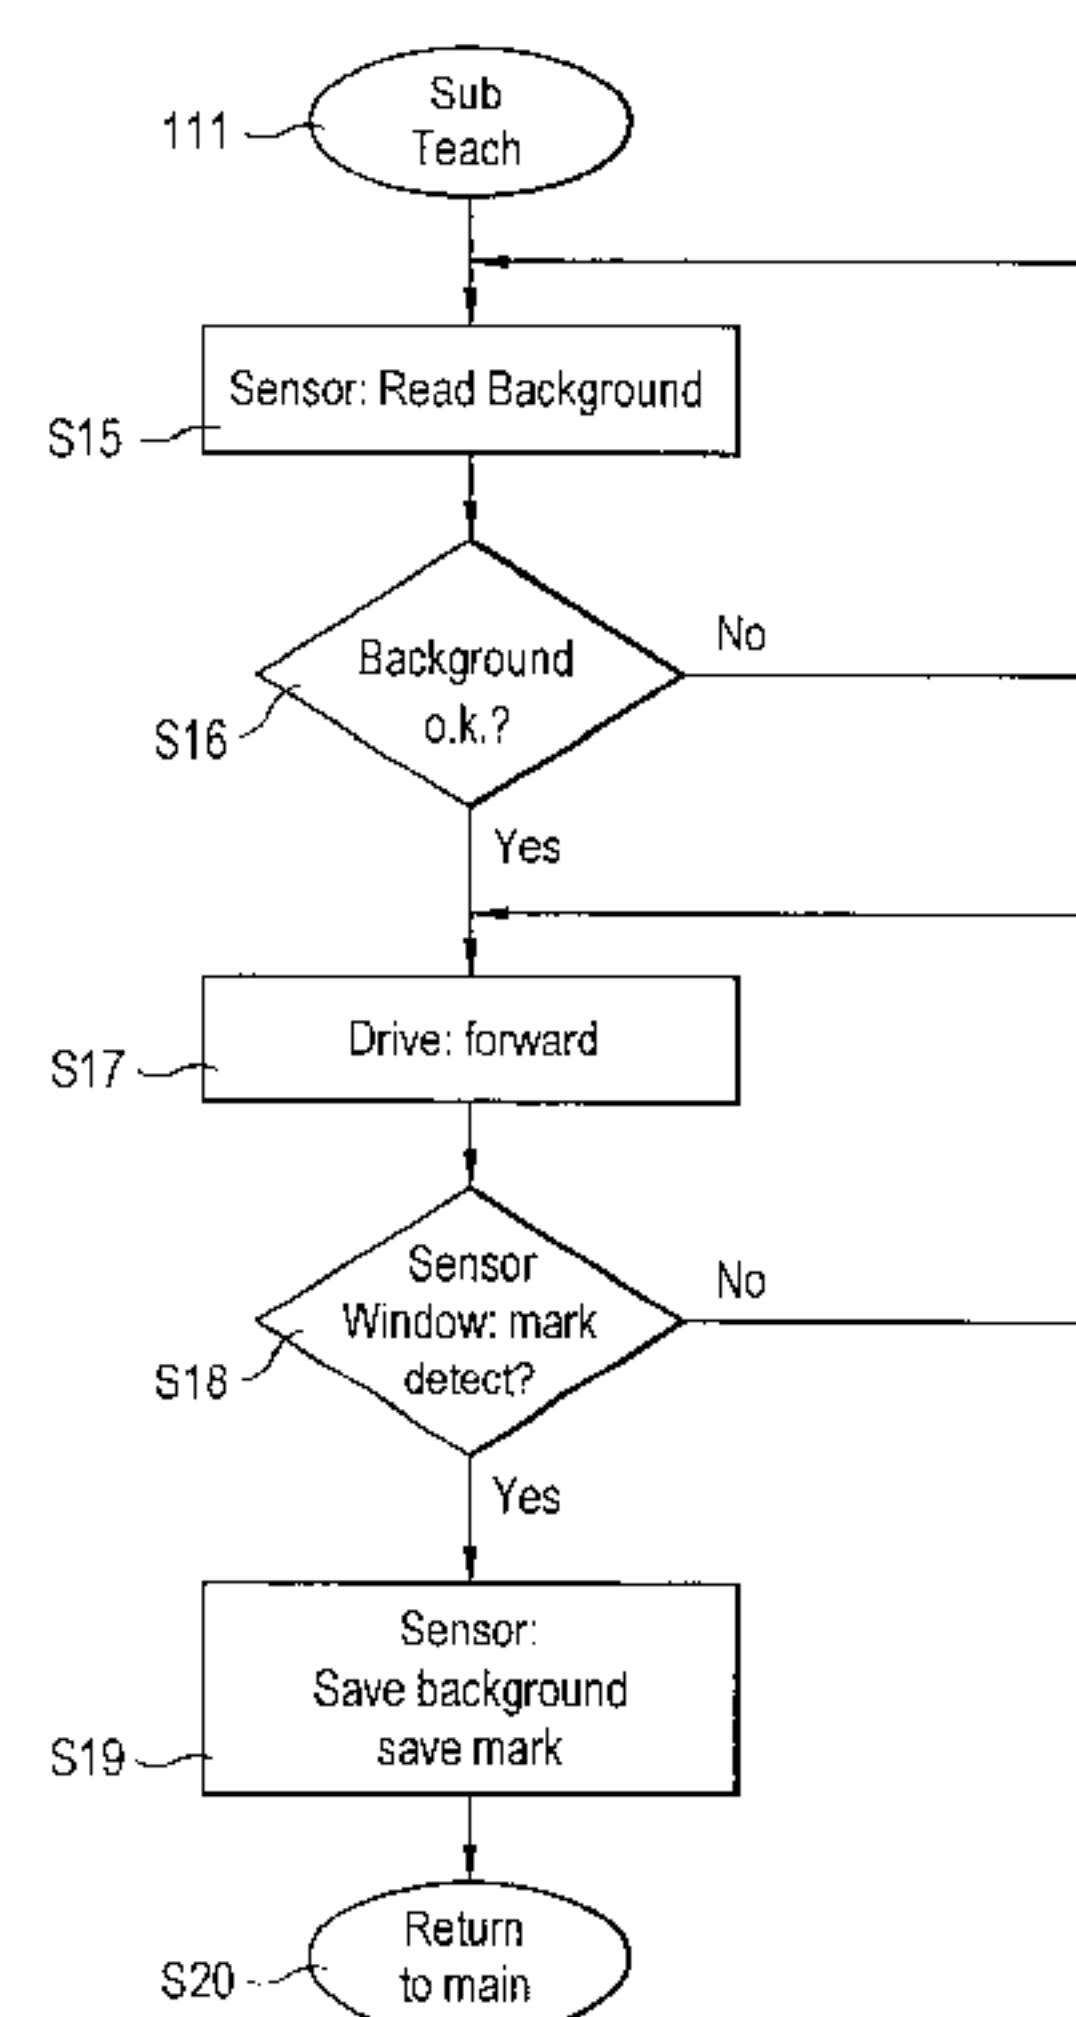 Sub
Teach
111
Sensor: Read Background
S15
No
Background
o.k.?
S16
Yes
Drive: forward
S17
No
Sensor
Window: mark
detect?
S18
Yes
Sensor:
Save background
save mark
S19
Return
to main
S20